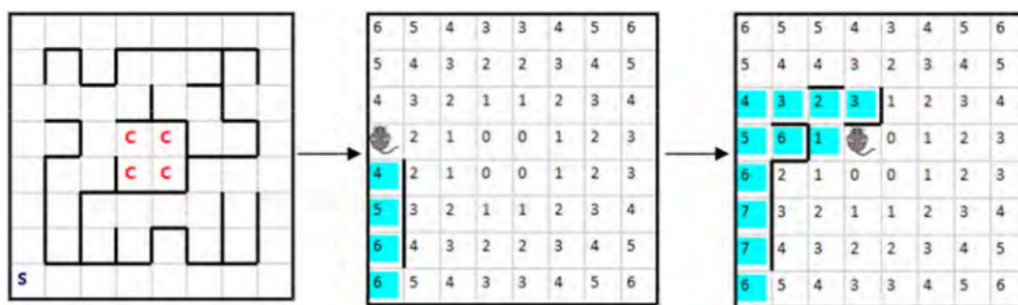 C C
C C
S
6 5 4 3 3 4 5 6
5 4 3 2 2 3 4 5
4 3 2 1 1 2 3 4
2 1 0 0 1 2 3
4 2 1 0 0 1 2 3
5 3 2 1 1 2 3 4
6 4 3 2 2 3 4 5
6 5 4 3 3 4 5 6
6 5 5 4 3 4 5 6
5 4 4 3 2 3 4 5
4 3 2 3 1 2 3 4
5 6 1 0 1 2 3
6 2 1 0 0 1 2 3
7 3 2 1 1 2 3 4
7 4 3 2 2 3 4 5
6 5 4 3 3 4 5 6